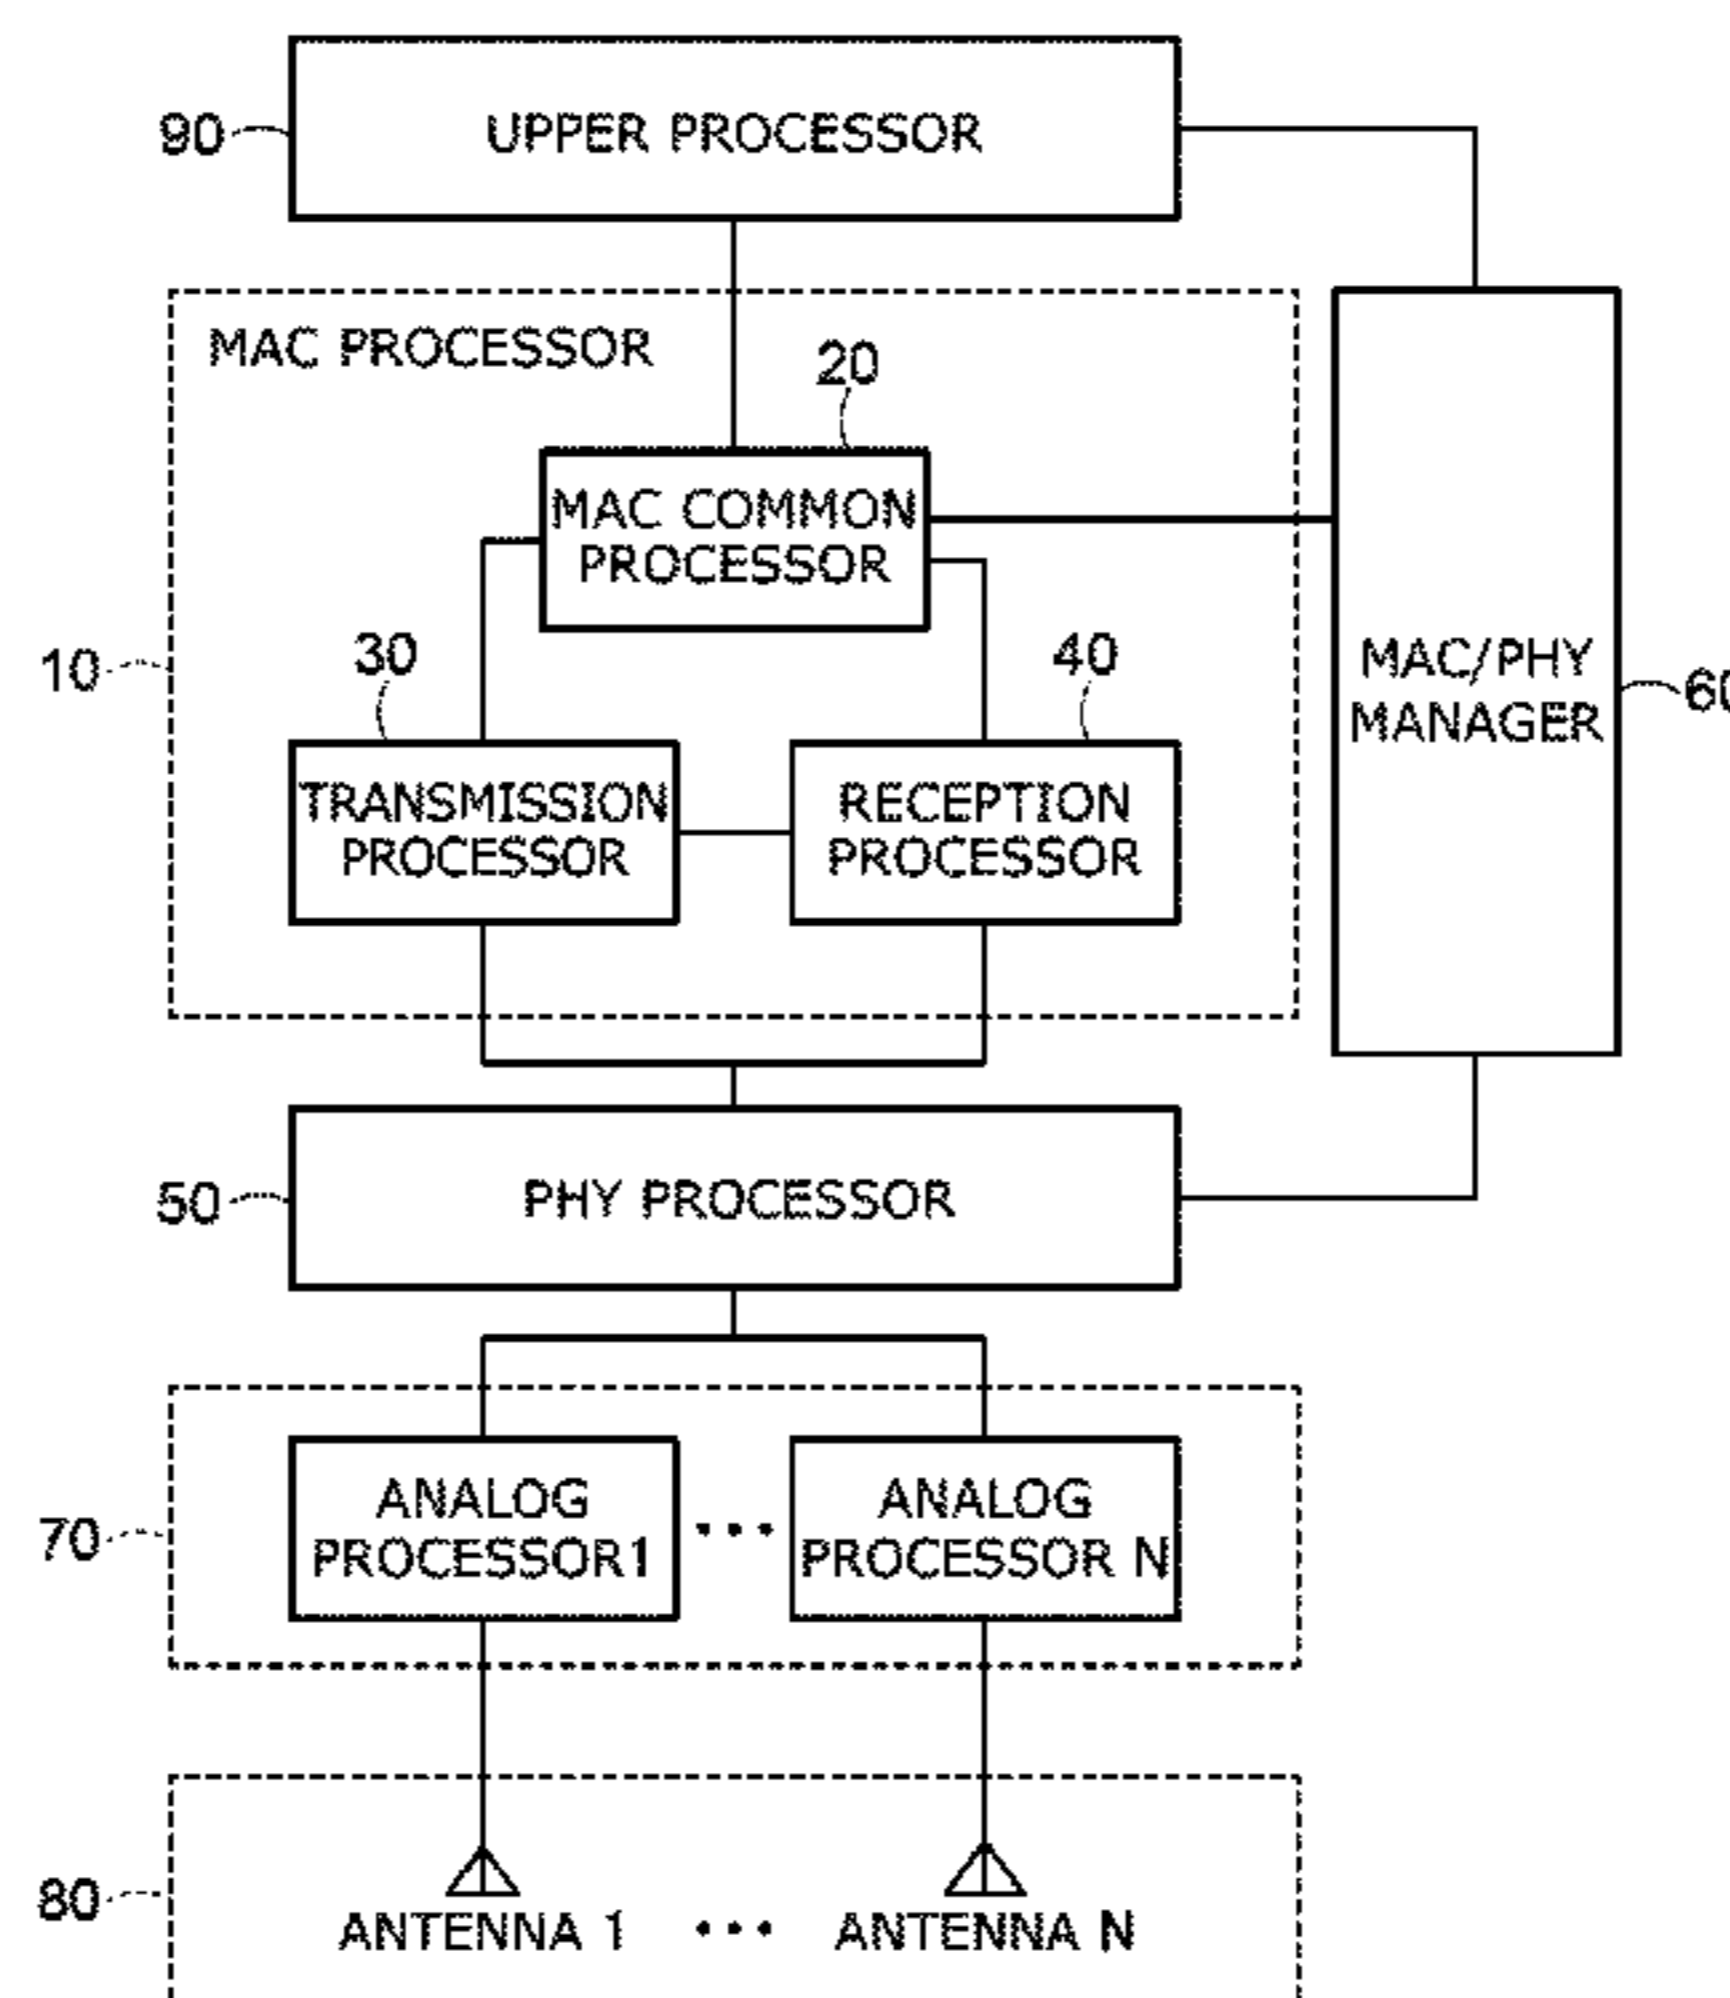 90
UPPER PROCESSOR
MAC PROCESSOR
20
MAC COMMON
PROCESSOR
10
30
40
MAC/PHY
MANAGER
TRANSMISSION
PROCESSOR
RECEPTION
PROCESSOR
50
PHY PROCESSOR
70
ANALOG
PROCESSOR1
•••
ANALOG
PROCESSOR N
80
ANTENNA 1 ••• ANTENNA N